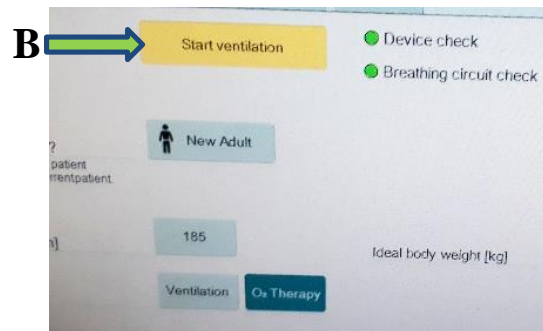 B
Start ventilation
Device check
Breathing circuit check
New Adult
?
patient
rrentpatient.
185
]
Ideal body weight [kg]
Ventilation
O₂ Therapy